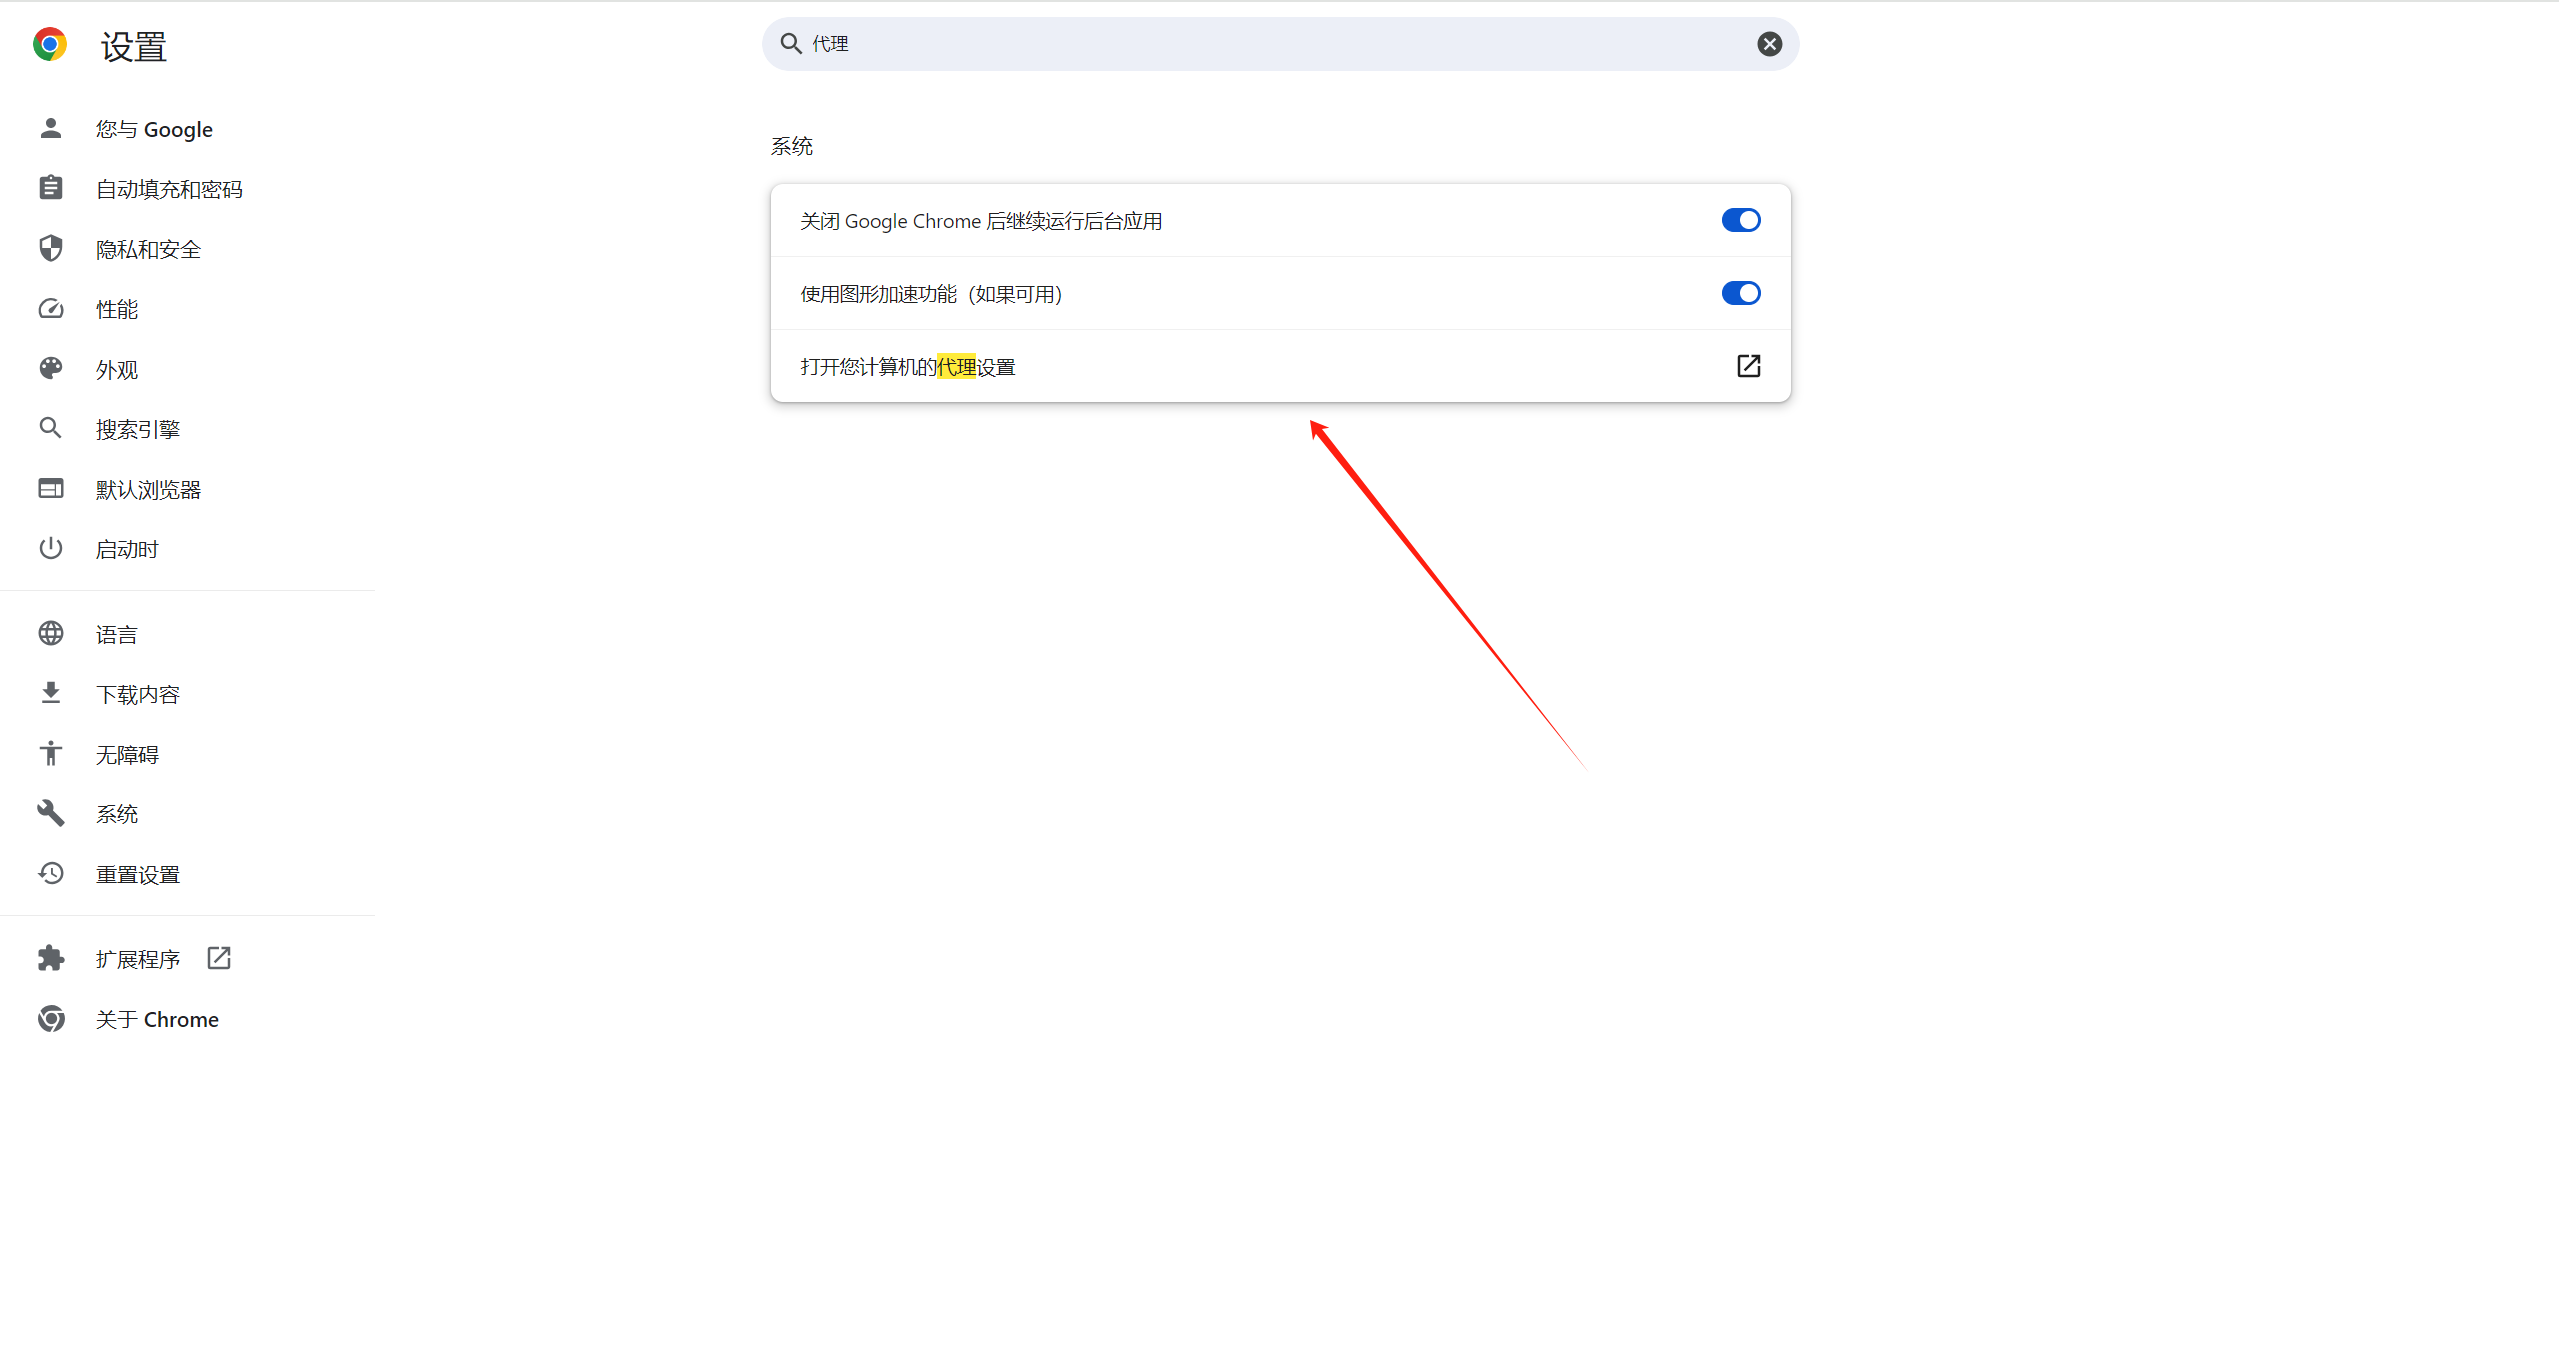 设置
代理
您与 Google
自动填充和密码
隐私和安全
性能
外观
搜索引擎
默认浏览器
启动时
语言
下载内容
无障碍
系统
重置设置
扩展程序
关于 Chrome
系统
关闭 Google Chrome 后继续运行后台应用
使用图形加速功能（如果可用）
打开您计算机的代理设置